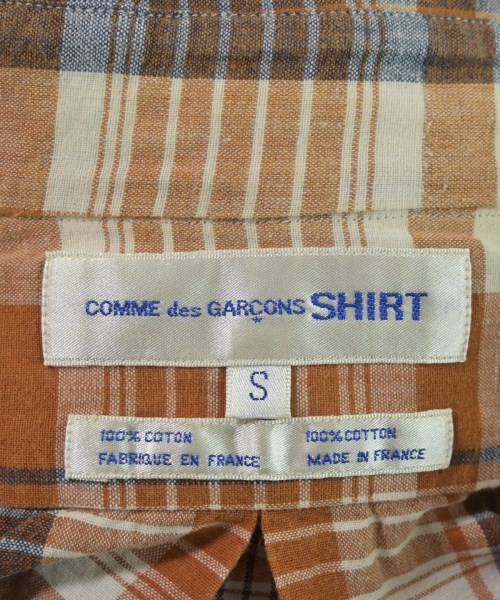 COMME des GARÇONS SHIRT
S
100% COTON
FABRIQUE EN FRANCE
100% COTTON
MADE IN FRANCE